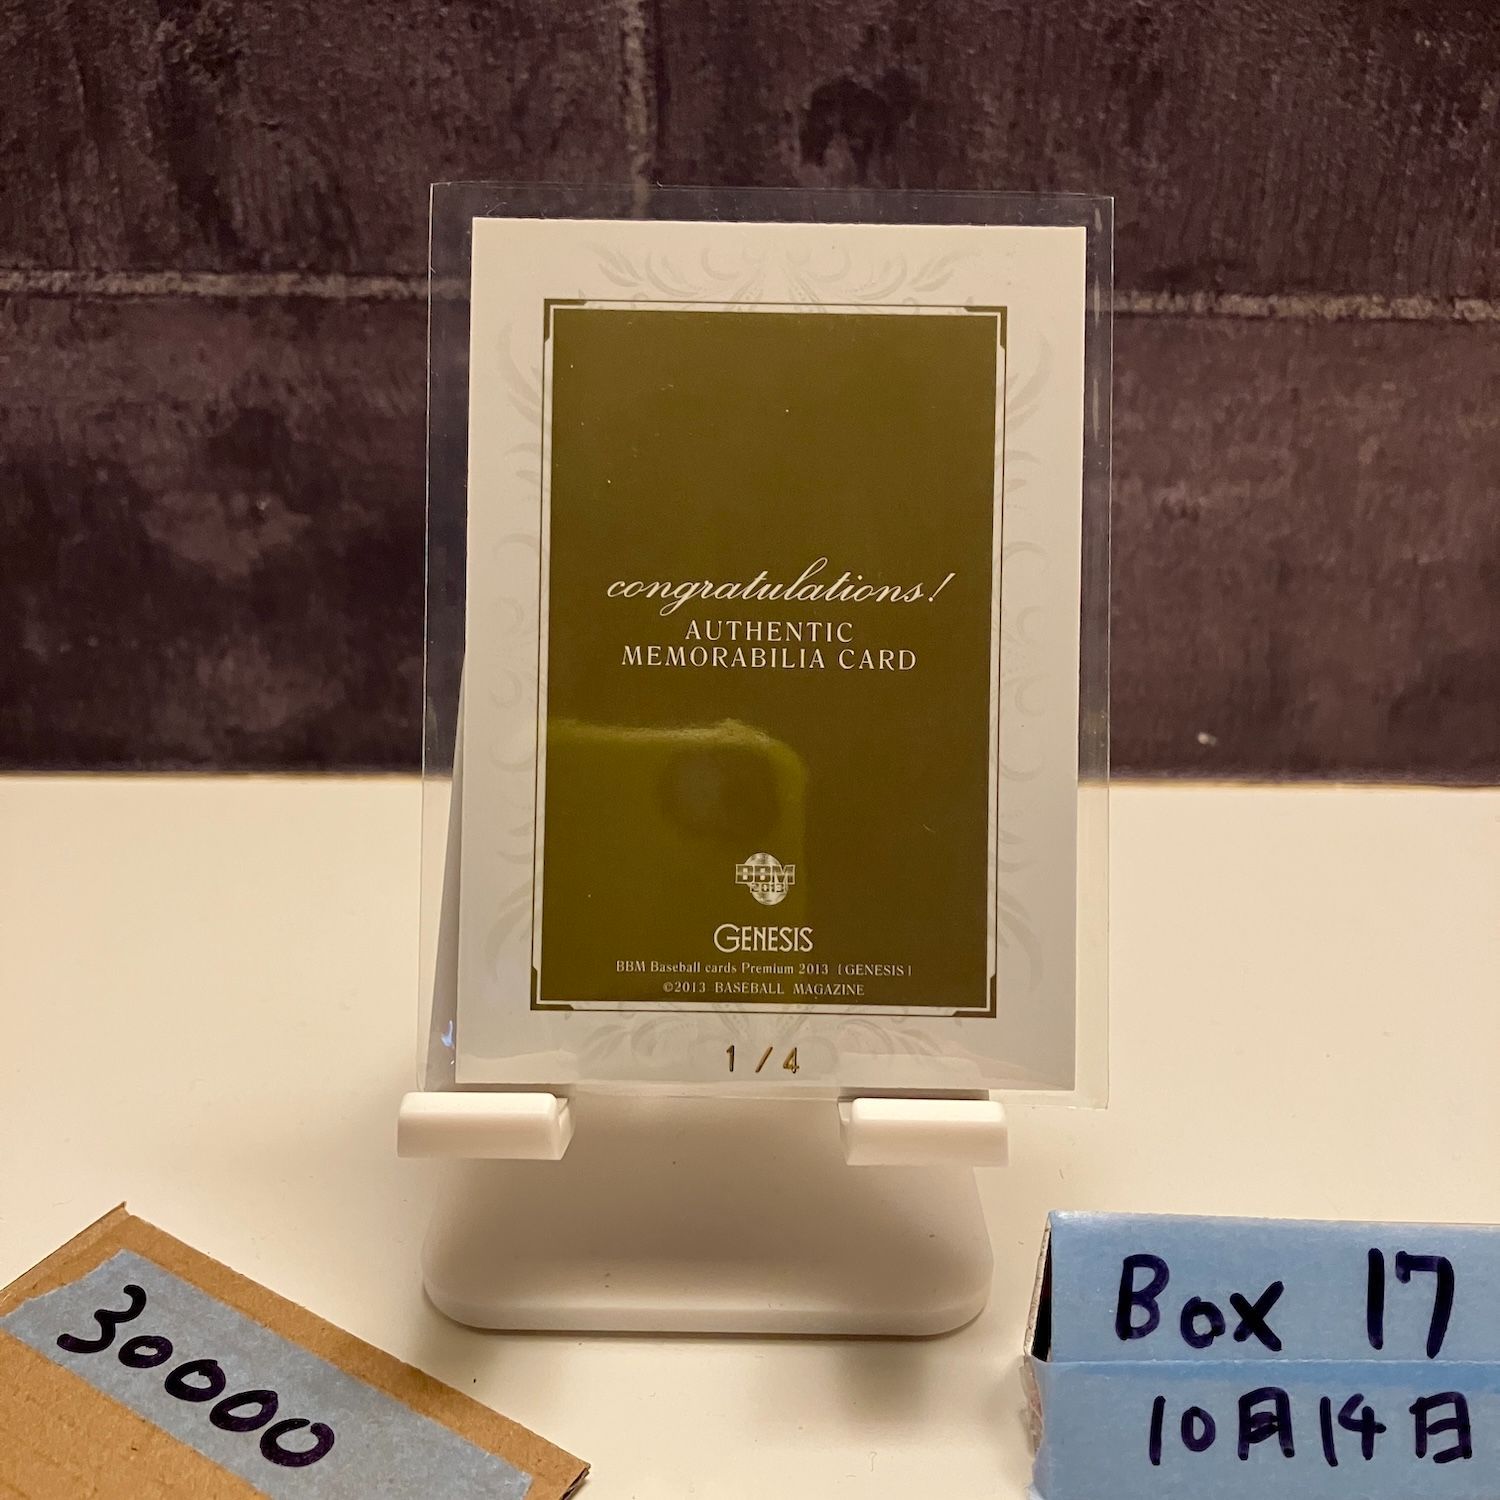 congratulations!
AUTHENTIC
MEMORABILIA CARD
BBM
2013
GENESIS
BBM Baseball cards Premium 2013 [GENESIS]
©2013 BASEBALL MAGAZINE
1/4
30000
Box 17
10月14日